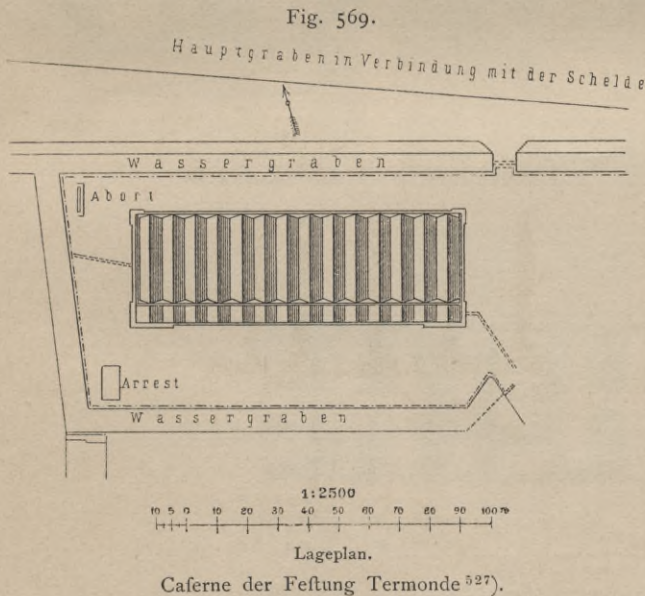 Fig. 569.
Hauptgraben in Verbindung mit der Schelde
Wassergraben
Abort
Arrest
Wassergraben
1:2500
10 5 0 10 20 30 40 50 60 70 80 90 100 m
Lageplan.
Caſerne der Feſtung Termonde 527).